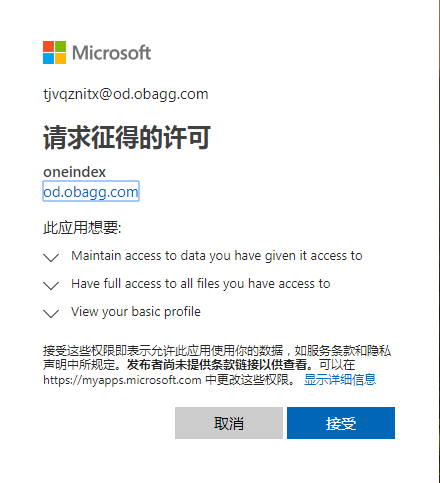 Microsoft
tjvqznitx@od.obagg.com
请求征得的许可
oneindex
od.obagg.com
此应用想要:
Maintain access to data you have given it access to
Have full access to all files you have access to
View your basic profile
接受这些权限即表示允许此应用使用你的数据，如服务条款和隐私
声明中所规定。发布者尚未提供条款链接以供查看。可以在
https://myapps.microsoft.com 中更改这些权限。 显示详细信息
取消 接受